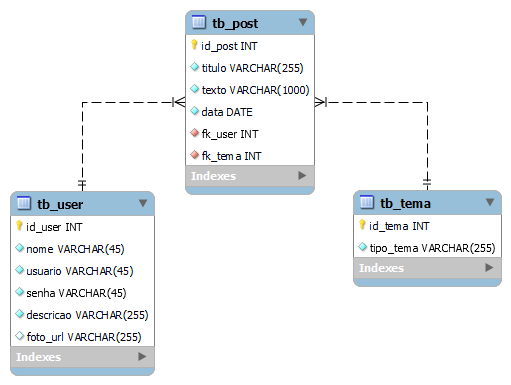 tb_post
id_post INT
titulo VARCHAR(255)
texto VARCHAR(1000)
data DATE
fk_user INT
fk_tema INT
Indexes
tb_user
id_user INT
nome VARCHAR(45)
usuario VARCHAR(45)
senha VARCHAR(45)
descricao VARCHAR(255)
foto_url VARCHAR(255)
Indexes
tb_tema
id_tema INT
tipo_tema VARCHAR(255)
Indexes